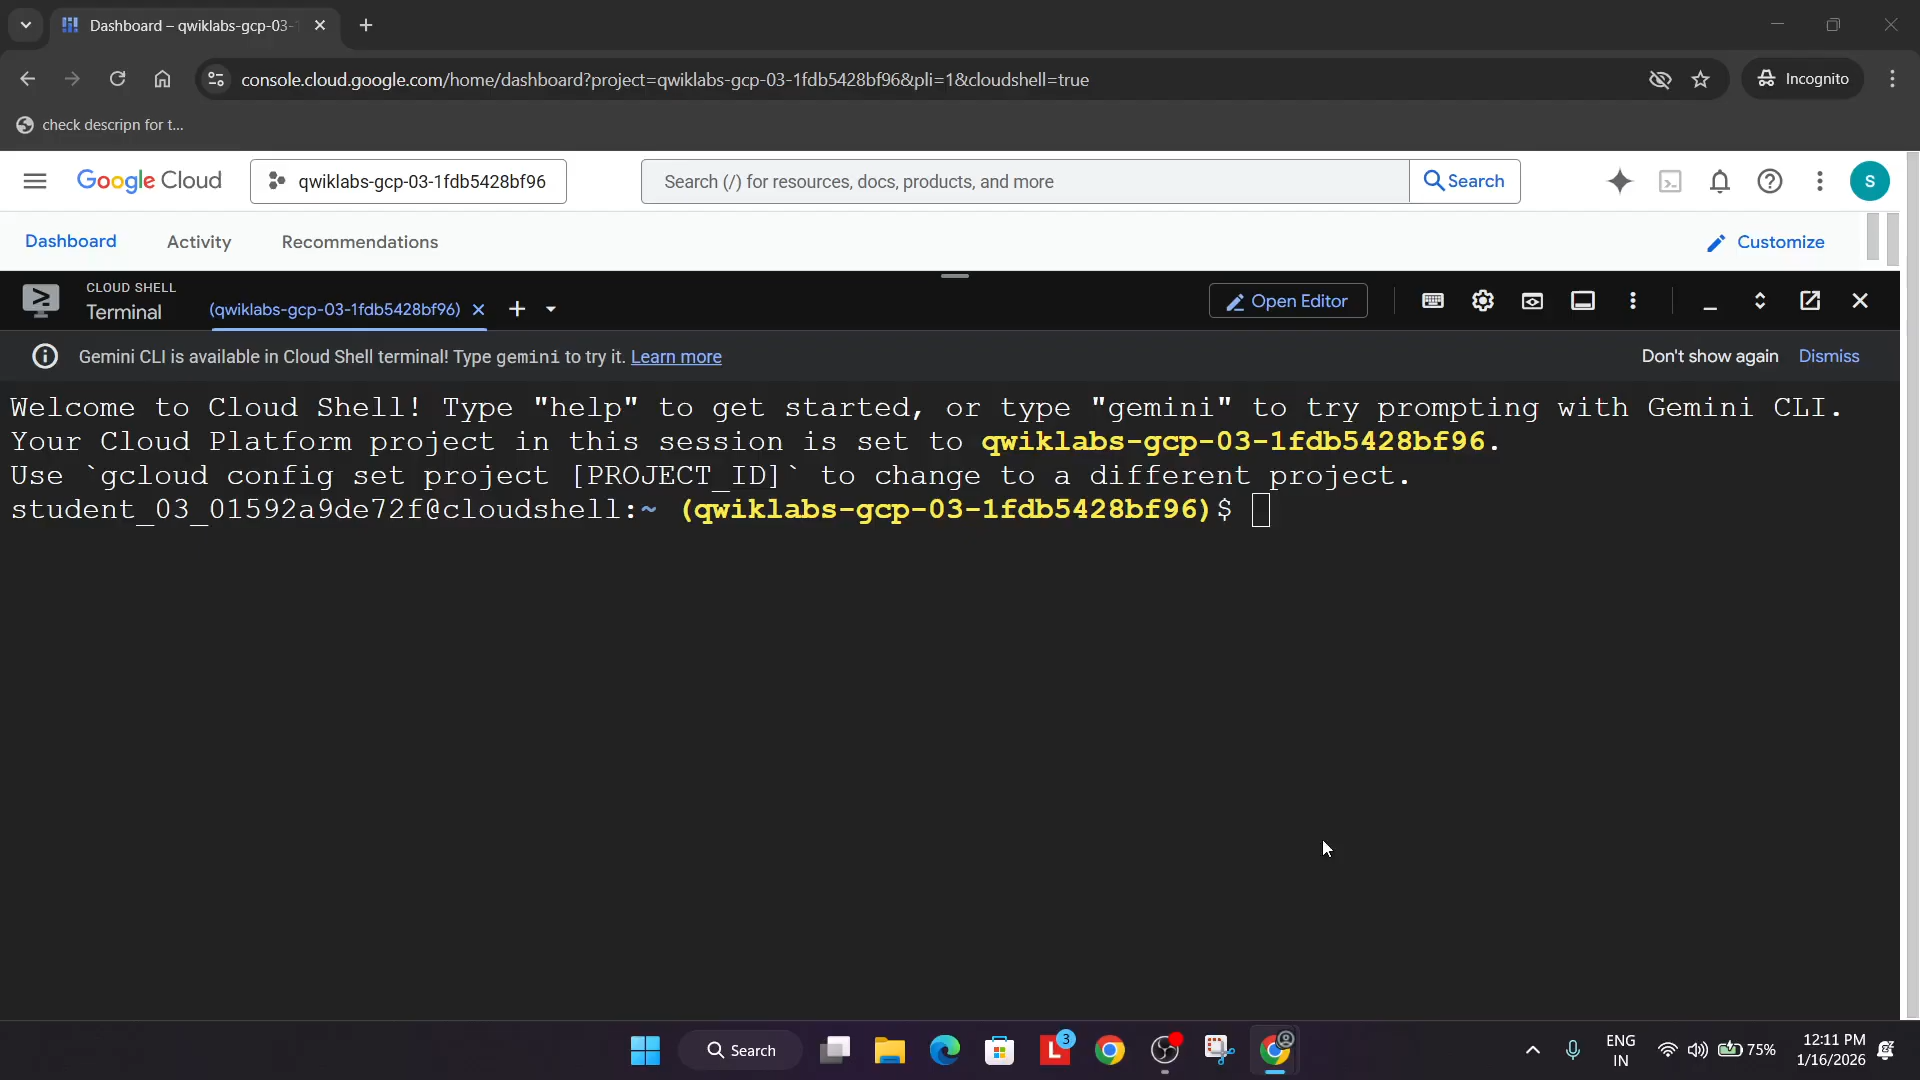 Dashboard – qwiklabs-gcp-03-
console.cloud.google.com/home/dashboard?project=qwiklabs-gcp-03-1fdb5428bf96&pli=1&cloudshell=true
Incognito
check descripn for t...
Google Cloud
qwiklabs-gcp-03-1fdb5428bf96
Search (/) for resources, docs, products, and more
Search
S
Dashboard
Activity
Recommendations
Customize
CLOUD SHELL
Terminal
(qwiklabs-gcp-03-1fdb5428bf96)
Open Editor
Gemini CLI is available in Cloud Shell terminal! Type gemini to try it. Learn more
Don't show again
Dismiss
Welcome to Cloud Shell! Type "help" to get started, or type "gemini" to try prompting with Gemini CLI.
Your Cloud Platform project in this session is set to qwiklabs-gcp-03-1fdb5428bf96.
Use `gcloud config set project [PROJECT_ID]` to change to a different project.
student_03_01592a9de72f@cloudshell:~ (qwiklabs-gcp-03-1fdb5428bf96)$
Search
L
3
ENG
IN
75%
12:11 PM
1/16/2026